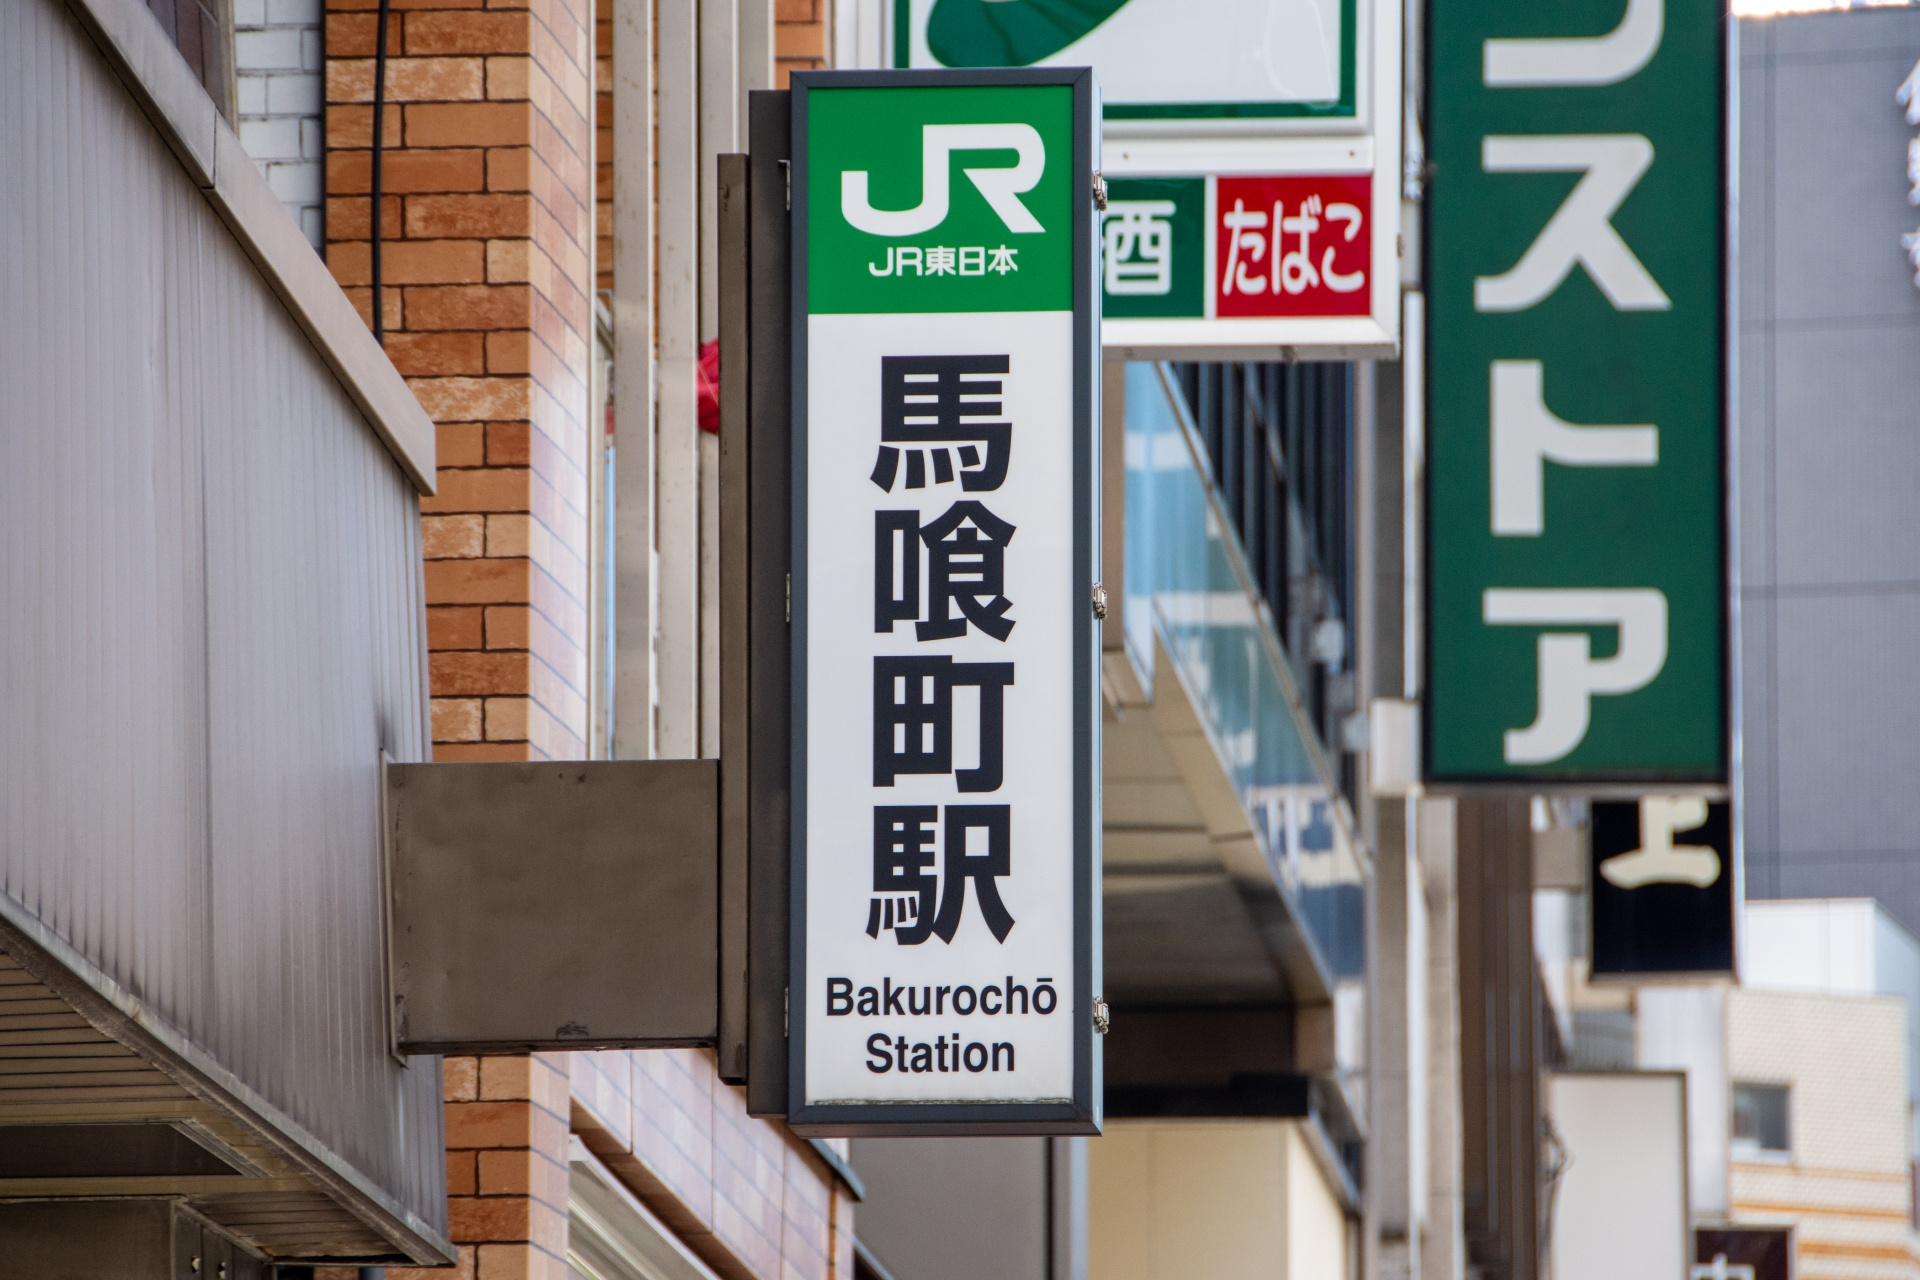 JR
JR東日本
馬喰町駅
Bakurochō
Station
酒
たばこ
ストア